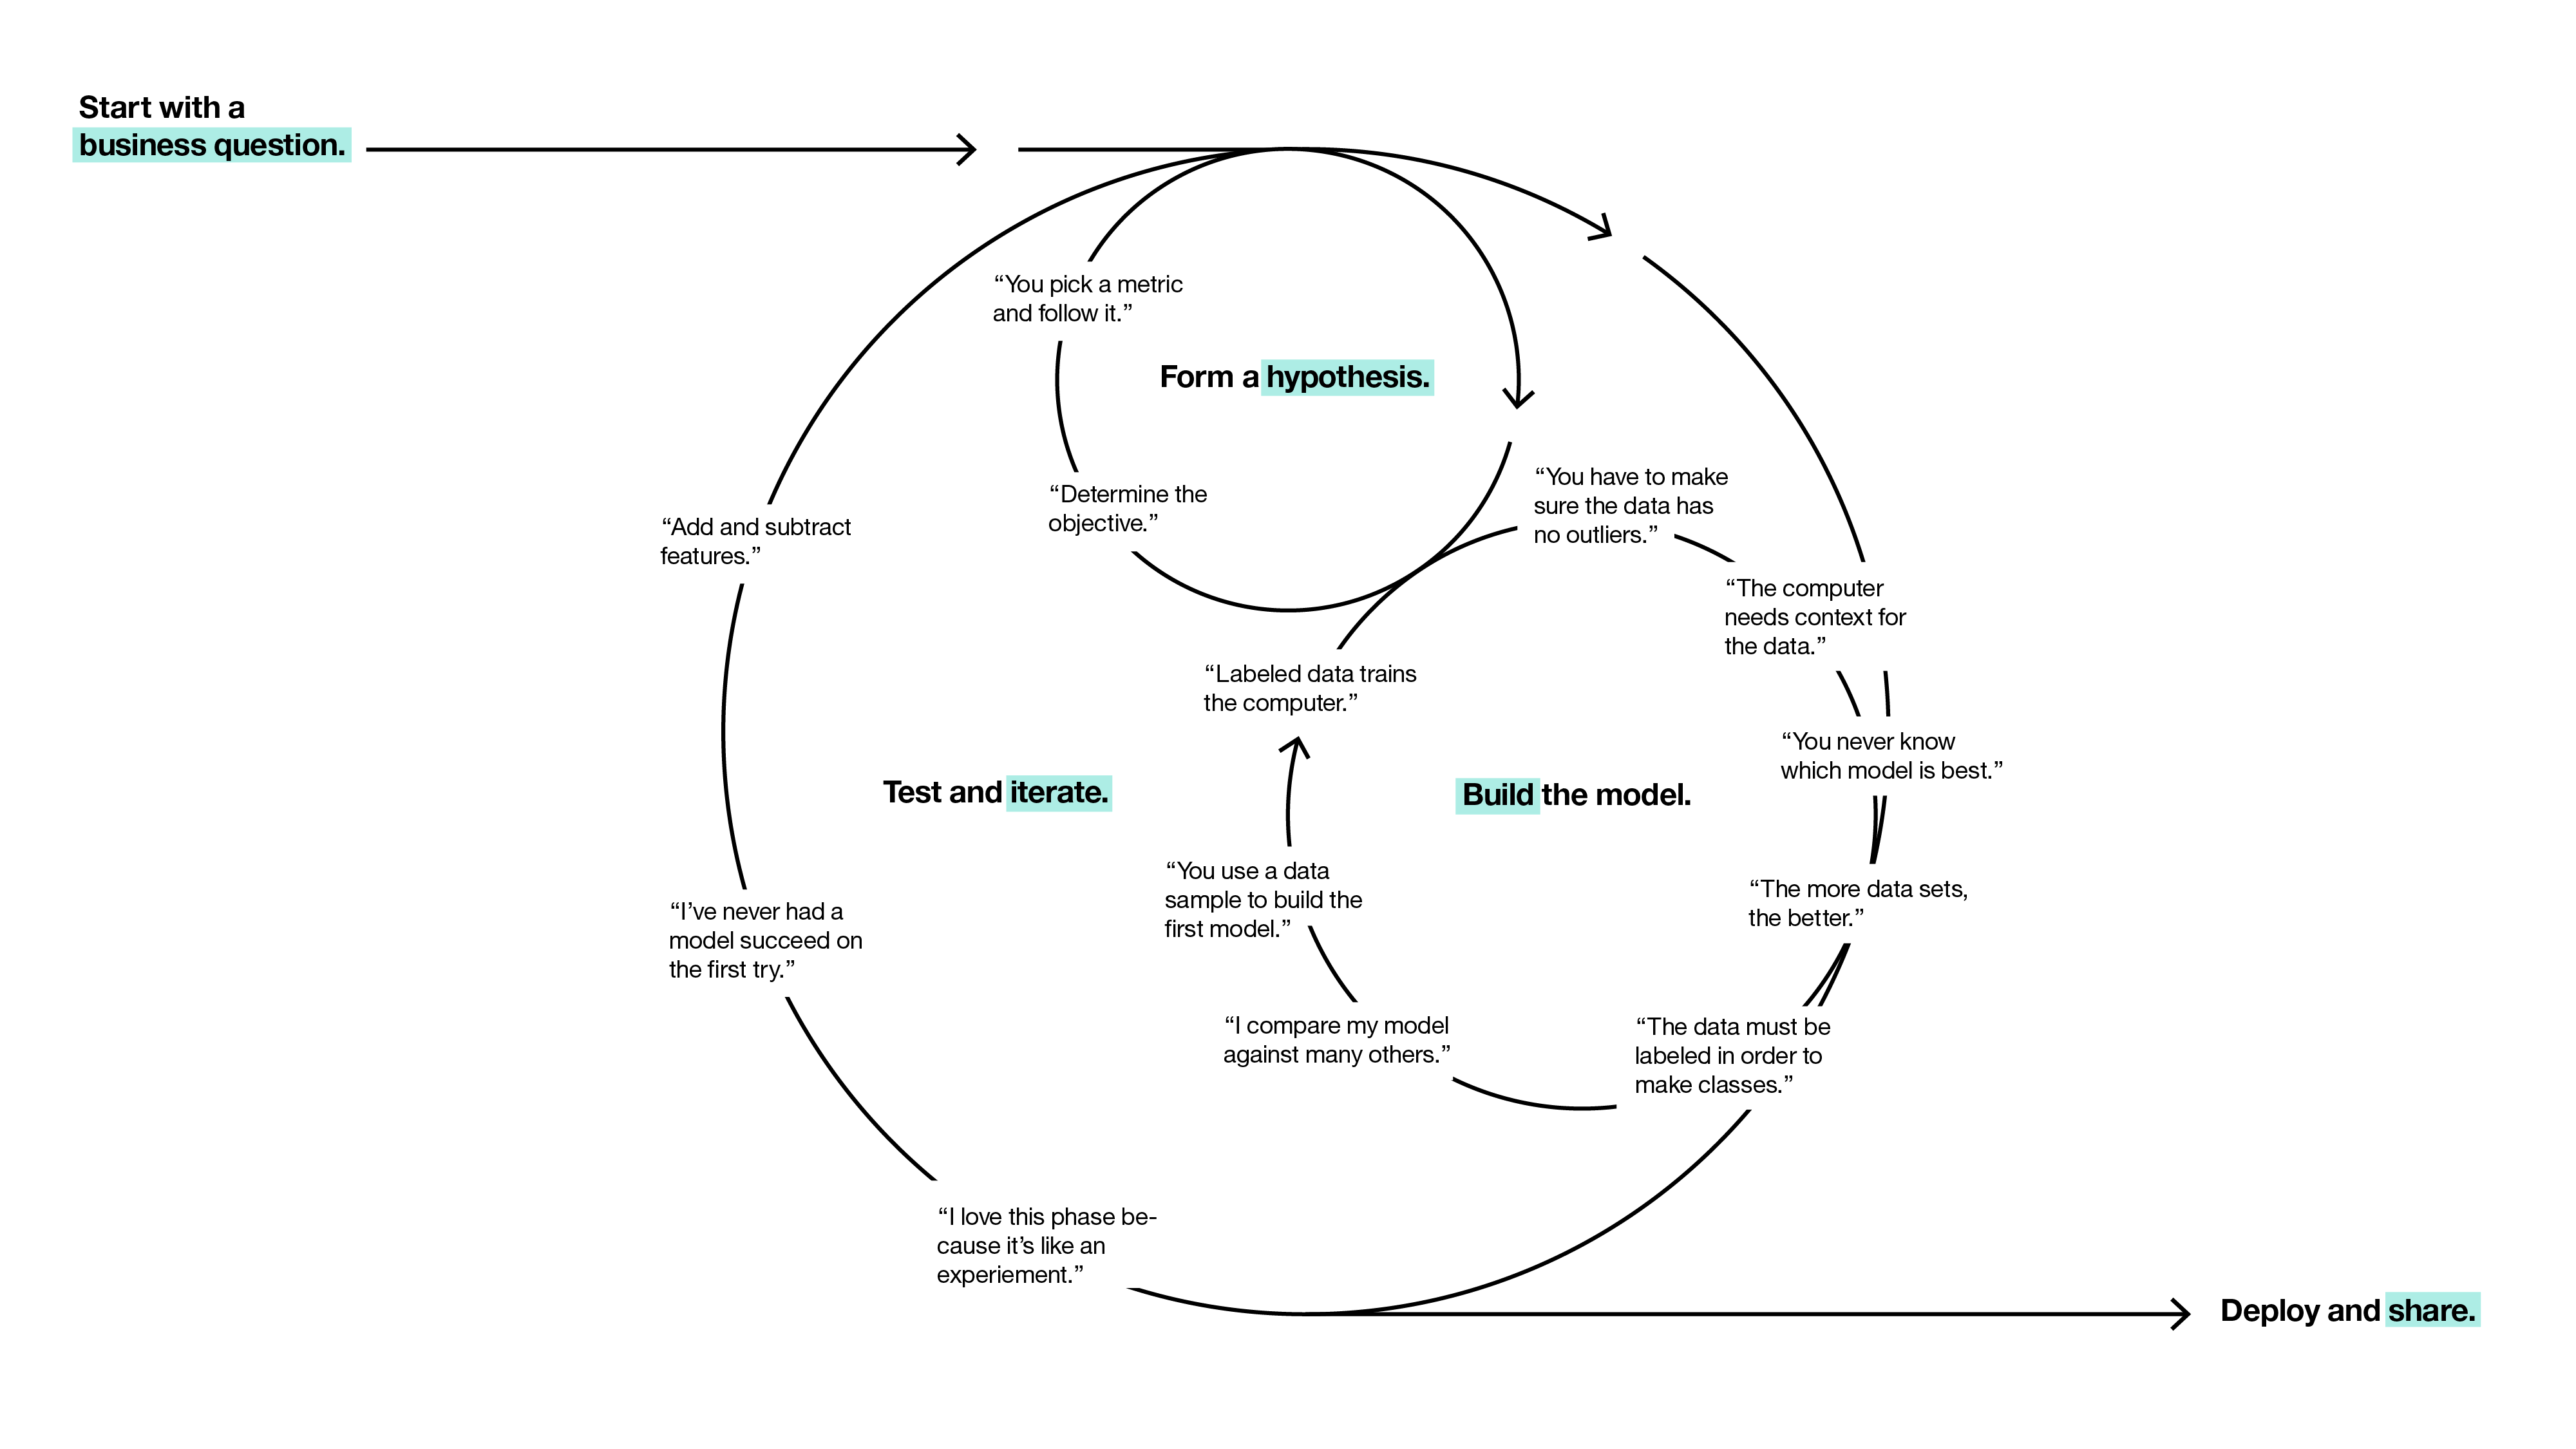 Start with a
business question.
“You pick a metric
and follow it.”
Form a hypothesis.
“Determine the
objective.”
“You have to make
sure the data has
no outliers.”
“Add and subtract
features.”
“The computer
needs context for
the data.”
“Labeled data trains
the computer.”
“You never know
which model is best.”
Test and iterate.
Build the model.
“You use a data
sample to build the
first model.”
“The more data sets,
the better.”
“I’ve never had a
model succeed on
the first try.”
“I compare my model
against many others.”
“The data must be
labeled in order to
make classes.”
“I love this phase be-
cause it’s like an
experiement.”
Deploy and share.